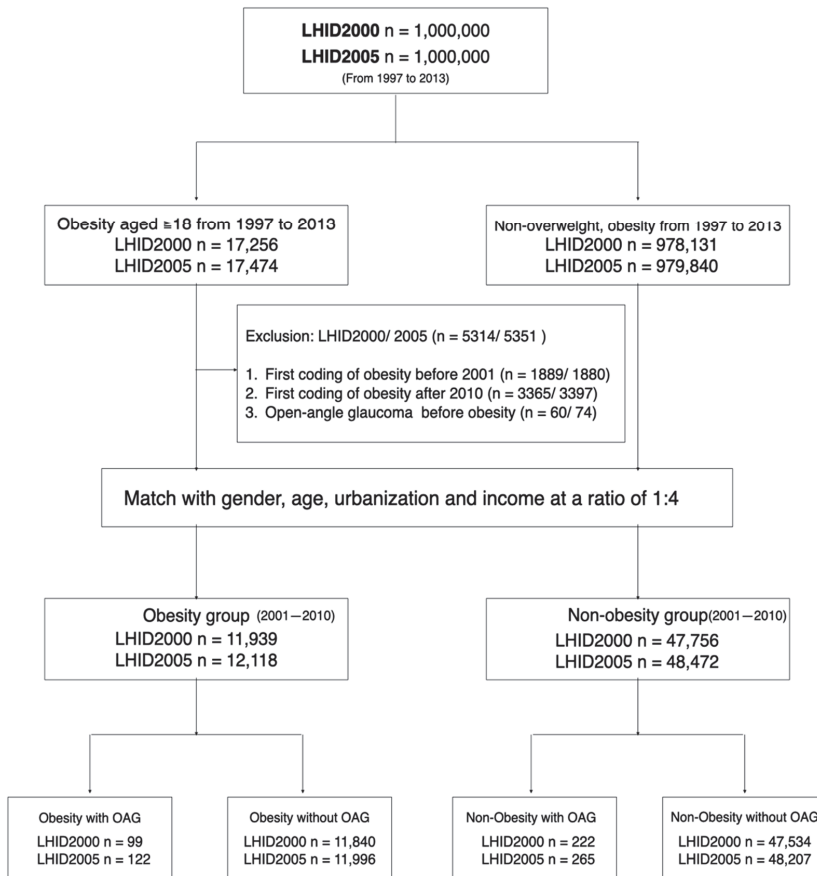 LHID2000 n = 1,000,000
LHID2005 n = 1,000,000
(From 1997 to 2013)
Obesity aged ≧18 from 1997 to 2013
LHID2000 n = 17,256
LHID2005 n = 17,474
Non-overweight, obesity from 1997 to 2013
LHID2000 n = 978,131
LHID2005 n = 979,840
Exclusion: LHID2000/ 2005 (n = 5314/ 5351 )
1. First coding of obesity before 2001 (n = 1889/ 1880)
2. First coding of obesity after 2010 (n = 3365/ 3397)
3. Open-angle glaucoma before obesity (n = 60/ 74)
Match with gender, age, urbanization and income at a ratio of 1:4
Obesity group (2001—2010)
LHID2000 n = 11,939
LHID2005 n = 12,118
Non-obesity group(2001—2010)
LHID2000 n = 47,756
LHID2005 n = 48,472
Obesity with OAG
LHID2000 n = 99
LHID2005 n = 122
Obesity without OAG
LHID2000 n = 11,840
LHID2005 n = 11,996
Non-Obesity with OAG
LHID2000 n = 222
LHID2005 n = 265
Non-Obesity without OAG
LHID2000 n = 47,534
LHID2005 n = 48,207